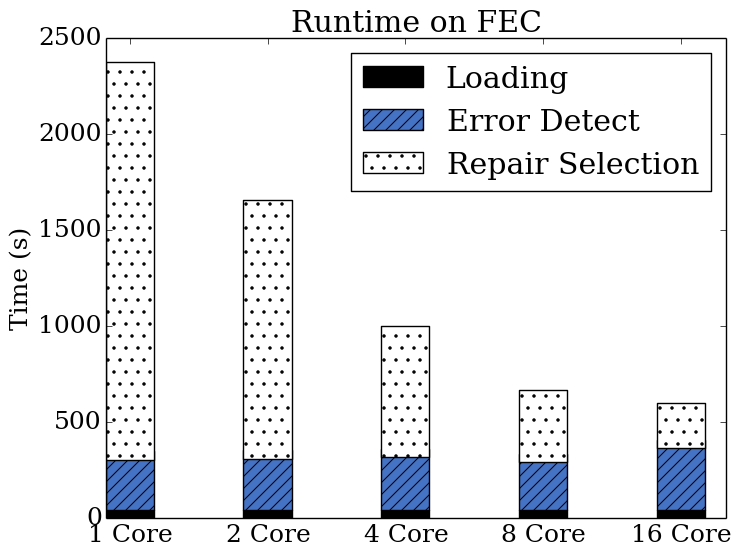 Runtime on FEC
2500
2000
1500
1000
500
0
Time (s)
Loading
Error Detect
Repair Selection
1 Core 2 Core 4 Core 8 Core 16 Core